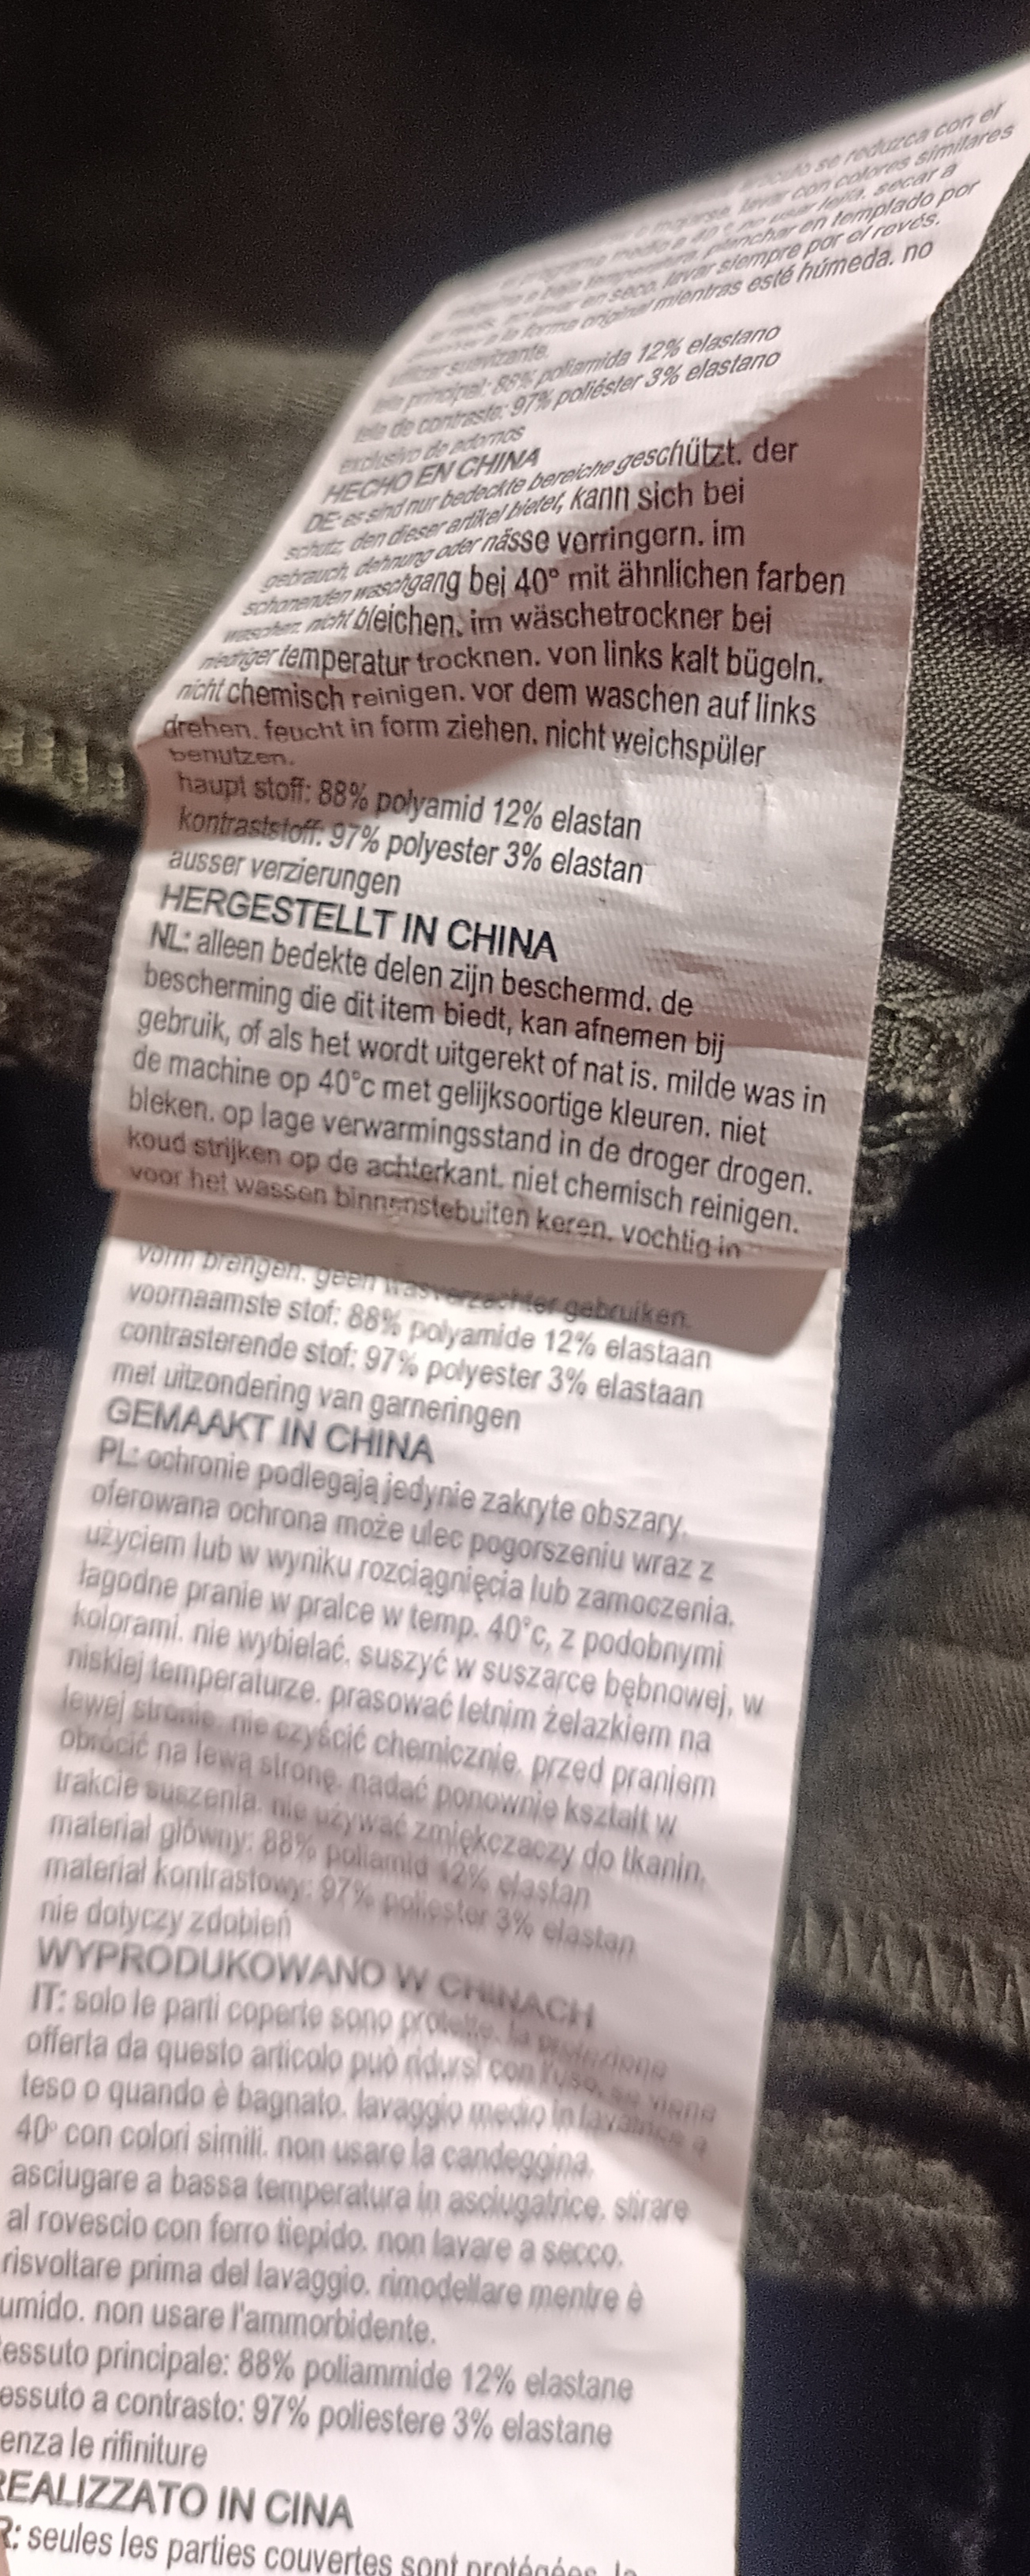 se reduzca con el
lavar con colores similares
secar a
planchar en templado por
en seco. lavar siempre por el revés.
a la forma original mientras esté húmeda. no
suavizante.
tela principal: 88% poliamida 12% elastano
tela de contraste: 97% poliéster 3% elastano
exclusivo de adornos
HECHO EN CHINA
DE: es sind nur bedeckte bereiche geschützt. der
schutz, den dieser artikel bietet, kann sich bei
gebrauch, dehnung oder nässe verringern. im
schonenden waschgang bei 40° mit ähnlichen farben
waschen. nicht bleichen. im wäschetrockner bei
niedriger temperatur trocknen. von links kalt bügeln.
nicht chemisch reinigen. vor dem waschen auf links
drehen. feucht in form ziehen. nicht weichspüler
benutzen.
haupt stoff: 88% polyamid 12% elastan
kontraststoff: 97% polyester 3% elastan
ausser verzierungen
HERGESTELLT IN CHINA
NL: alleen bedekte delen zijn beschermd. de
bescherming die dit item biedt, kan afnemen bij
gebruik, of als het wordt uitgerekt of nat is. milde was in
de machine op 40°c met gelijksoortige kleuren. niet
bleken. op lage verwarmingsstand in de droger drogen.
koud strijken op de achterkant. niet chemisch reinigen.
voor het wassen binnenstebuiten keren. vochtig in
vorm brengen. geen wasverzachter gebruiken.
voornaamste stof: 88% polyamide 12% elastaan
contrasterende stof: 97% polyester 3% elastaan
met uitzondering van garneringen
GEMAAKT IN CHINA
PL: ochronie podlegają jedynie zakryte obszary.
oferowana ochrona może ulec pogorszeniu wraz z
użyciem lub w wyniku rozciągnięcia lub zamoczenia.
łagodne pranie w pralce w temp. 40°c, z podobnymi
kolorami. nie wybielać. suszyć w suszarce bębnowej, w
niskiej temperaturze. prasować letnim żelazkiem na
lewej stronie. nie czyścić chemicznie. przed praniem
obrócić na lewą stronę. nadać ponownie kształt w
trakcie suszenia. nie używać zmiękczaczy do tkanin.
materiał główny: 88% poliamid 12% elastan
materiał kontrastowy: 97% poliester 3% elastan
nie dotyczy zdobień
WYPRODUKOWANO W CHINACH
IT: solo le parti coperte sono protette. la protezione
offerta da questo articolo può ridursi con l'uso, se viene
teso o quando è bagnato. lavaggio medio in lavatrice a
40° con colori simili. non usare la candeggina.
asciugare a bassa temperatura in asciugatrice. stirare
al rovescio con ferro tiepido. non lavare a secco.
risvoltare prima del lavaggio. rimodellare mentre è
umido. non usare l'ammorbidente.
essuto principale: 88% poliammide 12% elastane
essuto a contrasto: 97% poliestere 3% elastane
enza le rifiniture
REALIZZATO IN CINA
R: seules les parties couvertes sont protégées. la